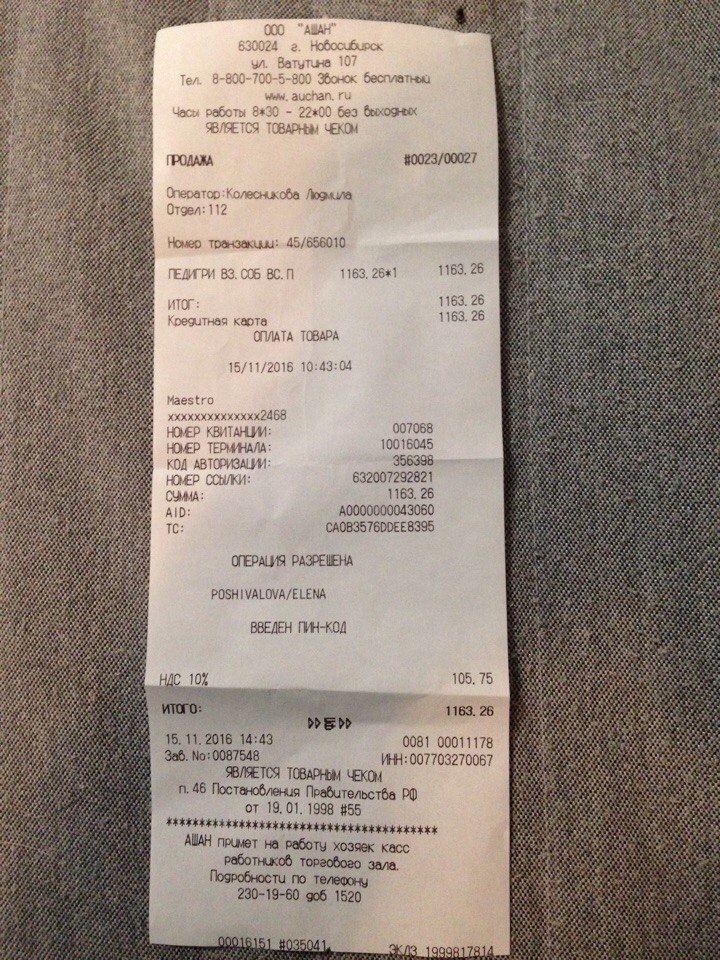 ООО "АШАН"
630024 г. Новосибирск
ул. Ватутина 107
Тел. 8-800-700-5-800 Звонок бесплатный
www.auchan.ru
Часы работы 8*30 - 22*00 без выходных
ЯВЛЯЕТСЯ ТОВАРНЫМ ЧЕКОМ
ПРОДАЖА #0023/00027
Оператор:Колесникова Людмила
Отдел:112
Номер транзакции: 45/656010
ПЕДИГРИ ВЗ.СОБ ВС.П 1163.26*1 1163.26
ИТОГ: 1163.26
Кредитная карта 1163.26
ОПЛАТА ТОВАРА
15/11/2016 10:43:04
Maestro
xxxxxxxxxxxxxx2468
НОМЕР КВИТАНЦИИ: 007068
НОМЕР ТЕРМИНАЛА: 10016045
КОД АВТОРИЗАЦИИ: 356398
НОМЕР ССЫЛКИ: 632007292821
СУММА: 1163.26
AID: A0000000043060
TC: CA0B3576DDEE8395
ОПЕРАЦИЯ РАЗРЕШЕНА
POSHIVALOVA/ELENA
ВВЕДЕН ПИН-КОД
НДС 10% 105.75
ИТОГО: 1163.26
15.11.2016 14:43 0081 00011178
Зав.No:0087548 ИНН:007703270067
ЯВЛЯЕТСЯ ТОВАРНЫМ ЧЕКОМ
п.46 Постановления Правительства РФ
от 19.01.1998 #55
****************************************
АШАН примет на работу хозяек касс
работников торгового зала.
Подробности по телефону
230-19-60 доб 1520
00016151 #035041 ЭКЛЗ 1999817814